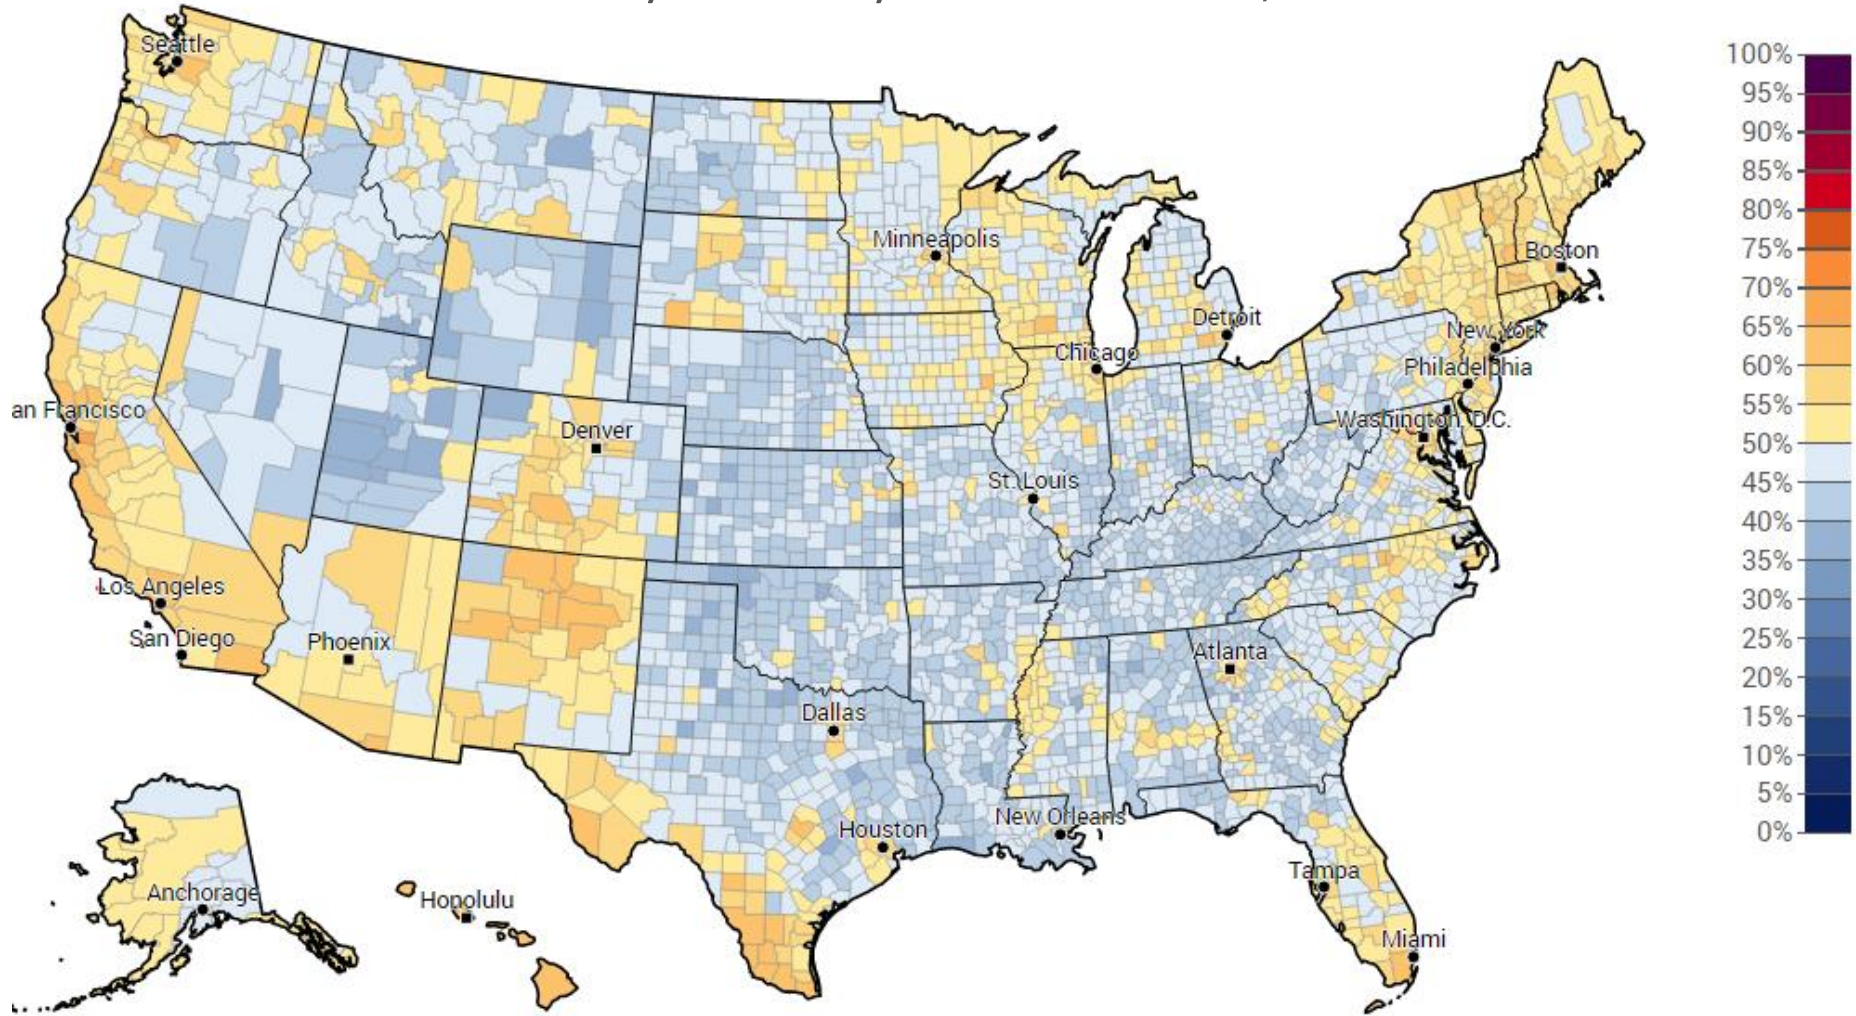 Seattle
Minneapolis
Boston
Detroit
New York
Chicago
Philadelphia
an Francisco
Washington, D.C.
Denver
St. Louis
Los Angeles
San Diego
Phoenix
Atlanta
Dallas
New Orleans
Houston
Tampa
Anchorage
Honolulu
Miami
100%
95%
90%
85%
80%
75%
70%
65%
60%
55%
50%
45%
40%
35%
30%
25%
20%
15%
10%
5%
0%